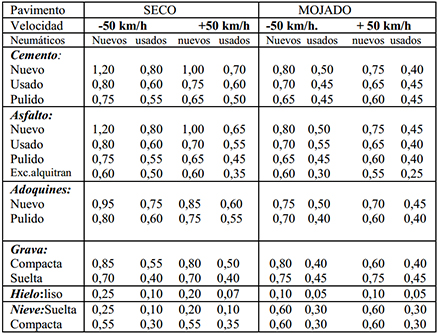 Pavimento SECO MOJADO
Velocidad -50 km/h +50 km/h -50 km/h. + 50 km/h
Neumáticos Nuevos usados nuevos usados Nuevos usados nuevos usados
Cemento:
Nuevo 1,20 0,80 1,00 0,70 0,80 0,50 0,75 0,40
Usado 0,80 0,60 0,75 0,60 0,70 0,45 0,65 0,45
Pulido 0,75 0,55 0,65 0,50 0,65 0,45 0,60 0,45
Asfalto:
Nuevo 1,20 0,80 1,00 0,65 0,80 0,50 0,75 0,45
Usado 0,80 0,60 0,70 0,55 0,70 0,55 0,65 0,40
Pulido 0,75 0,55 0,65 0,45 0,65 0,45 0,60 0,40
Exc.alquitran 0,60 0,50 0,60 0,35 0,60 0,30 0,55 0,25
Adoquines:
Nuevo 0,95 0,75 0,85 0,60 0,75 0,50 0,70 0,45
Pulido 0,80 0,60 0,75 0,55 0,70 0,40 0,60 0,40
Grava:
Compacta 0,85 0,55 0,80 0,50 0,80 0,40 0,60 0,40
Suelta 0,70 0,40 0,70 0,40 0,75 0,45 0,75 0,45
Hielo:liso 0,25 0,10 0,20 0,07 0,10 0,05 0,10 0,05
Nieve:Suelta 0,25 0,10 0,20 0,10 0,60 0,30 0,60 0,30
Compacta 0,55 0,30 0,55 0,35 0,60 0,30 0,60 0,30